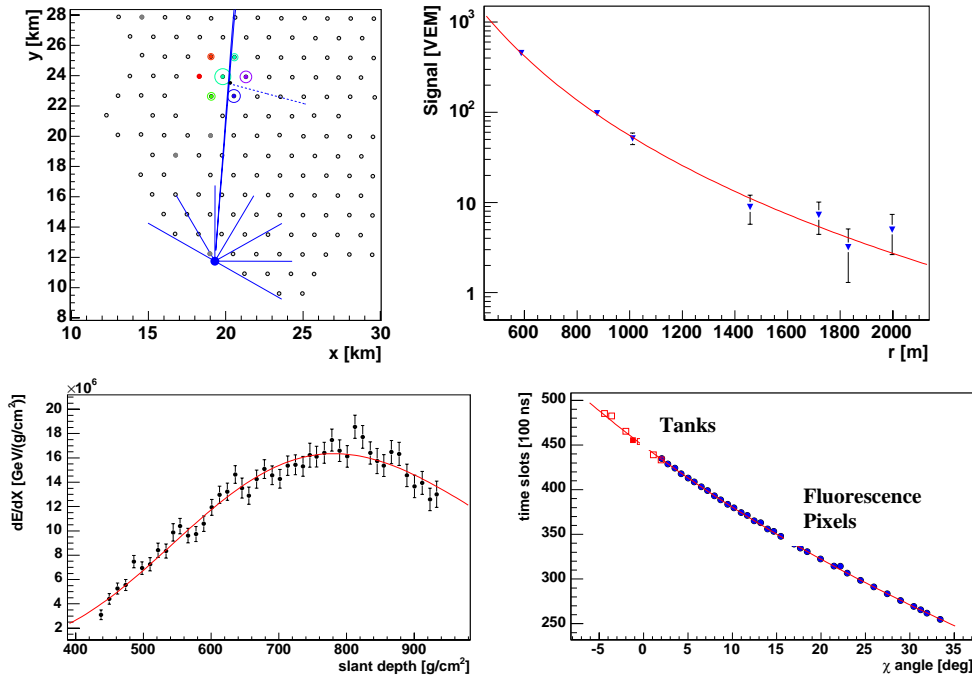 y [km]
28
26
24
22
20
18
16
14
12
10
8
10 15 20 25 30
x [km]
Signal [VEM]
10³
10²
10
1
600 800 1000 1200 1400 1600 1800 2000
r [m]
×10⁶
dE/dX [GeV/(g/cm²)]
18
16
14
12
10
8
6
4
2
400 500 600 700 800 900
slant depth [g/cm²]
time slots [100 ns]
500
450
400
350
300
250
Tanks
Fluorescence
Pixels
-5 0 5 10 15 20 25 30 35
χ angle [deg]